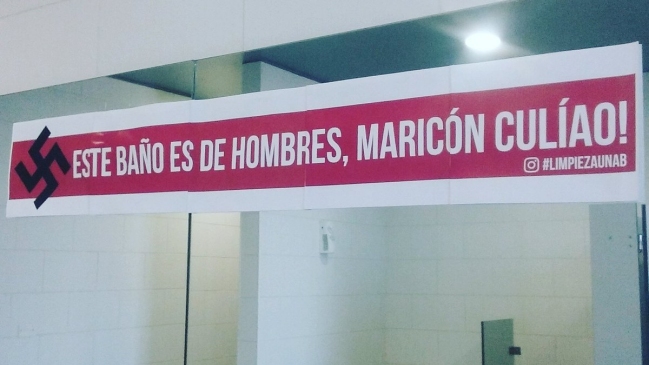 ESTE BAÑO ES DE HOMBRES, MARICÓN CULÍAO!
#LIMPIEZAUNAB